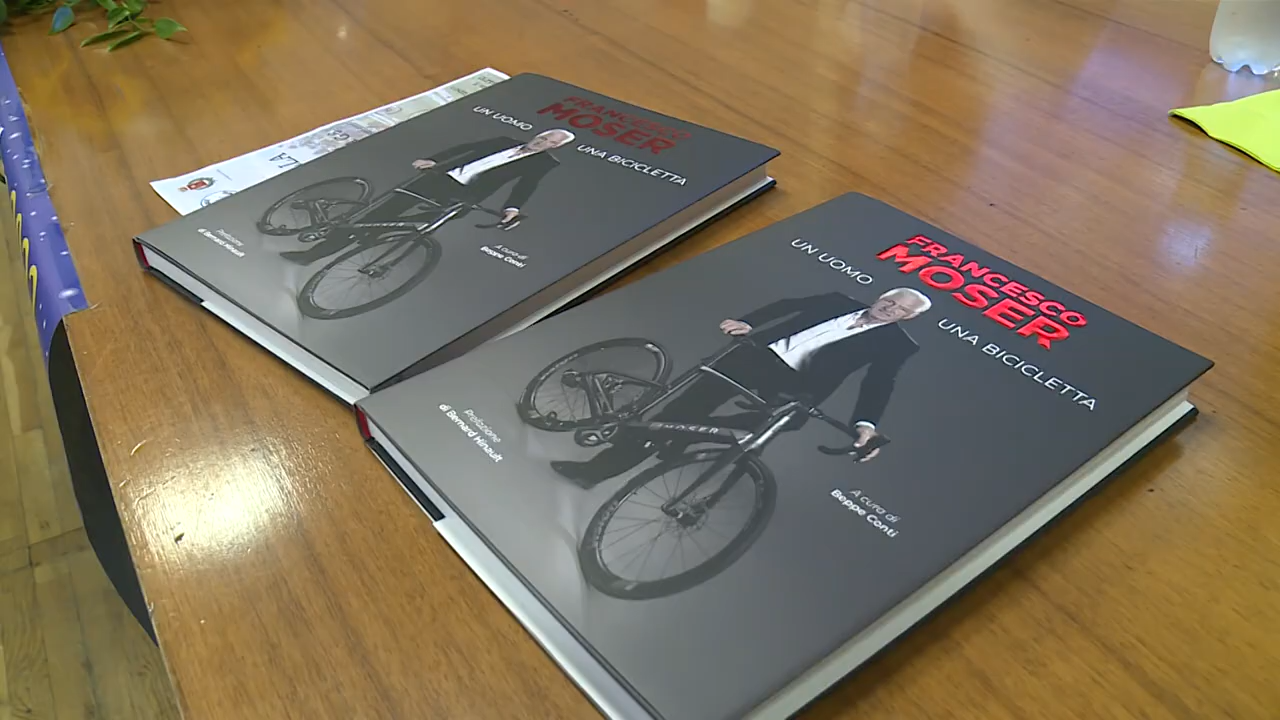 FRANCESCO
MOSER
UN UOMO
UNA BICICLETTA
Prefazione
di Bernard Hinault
A cura di
Beppe Conti
FRANCESCO
MOSER
UN UOMO
UNA BICICLETTA
Prefazione
di Bernard Hinault
A cura di
Beppe Conti